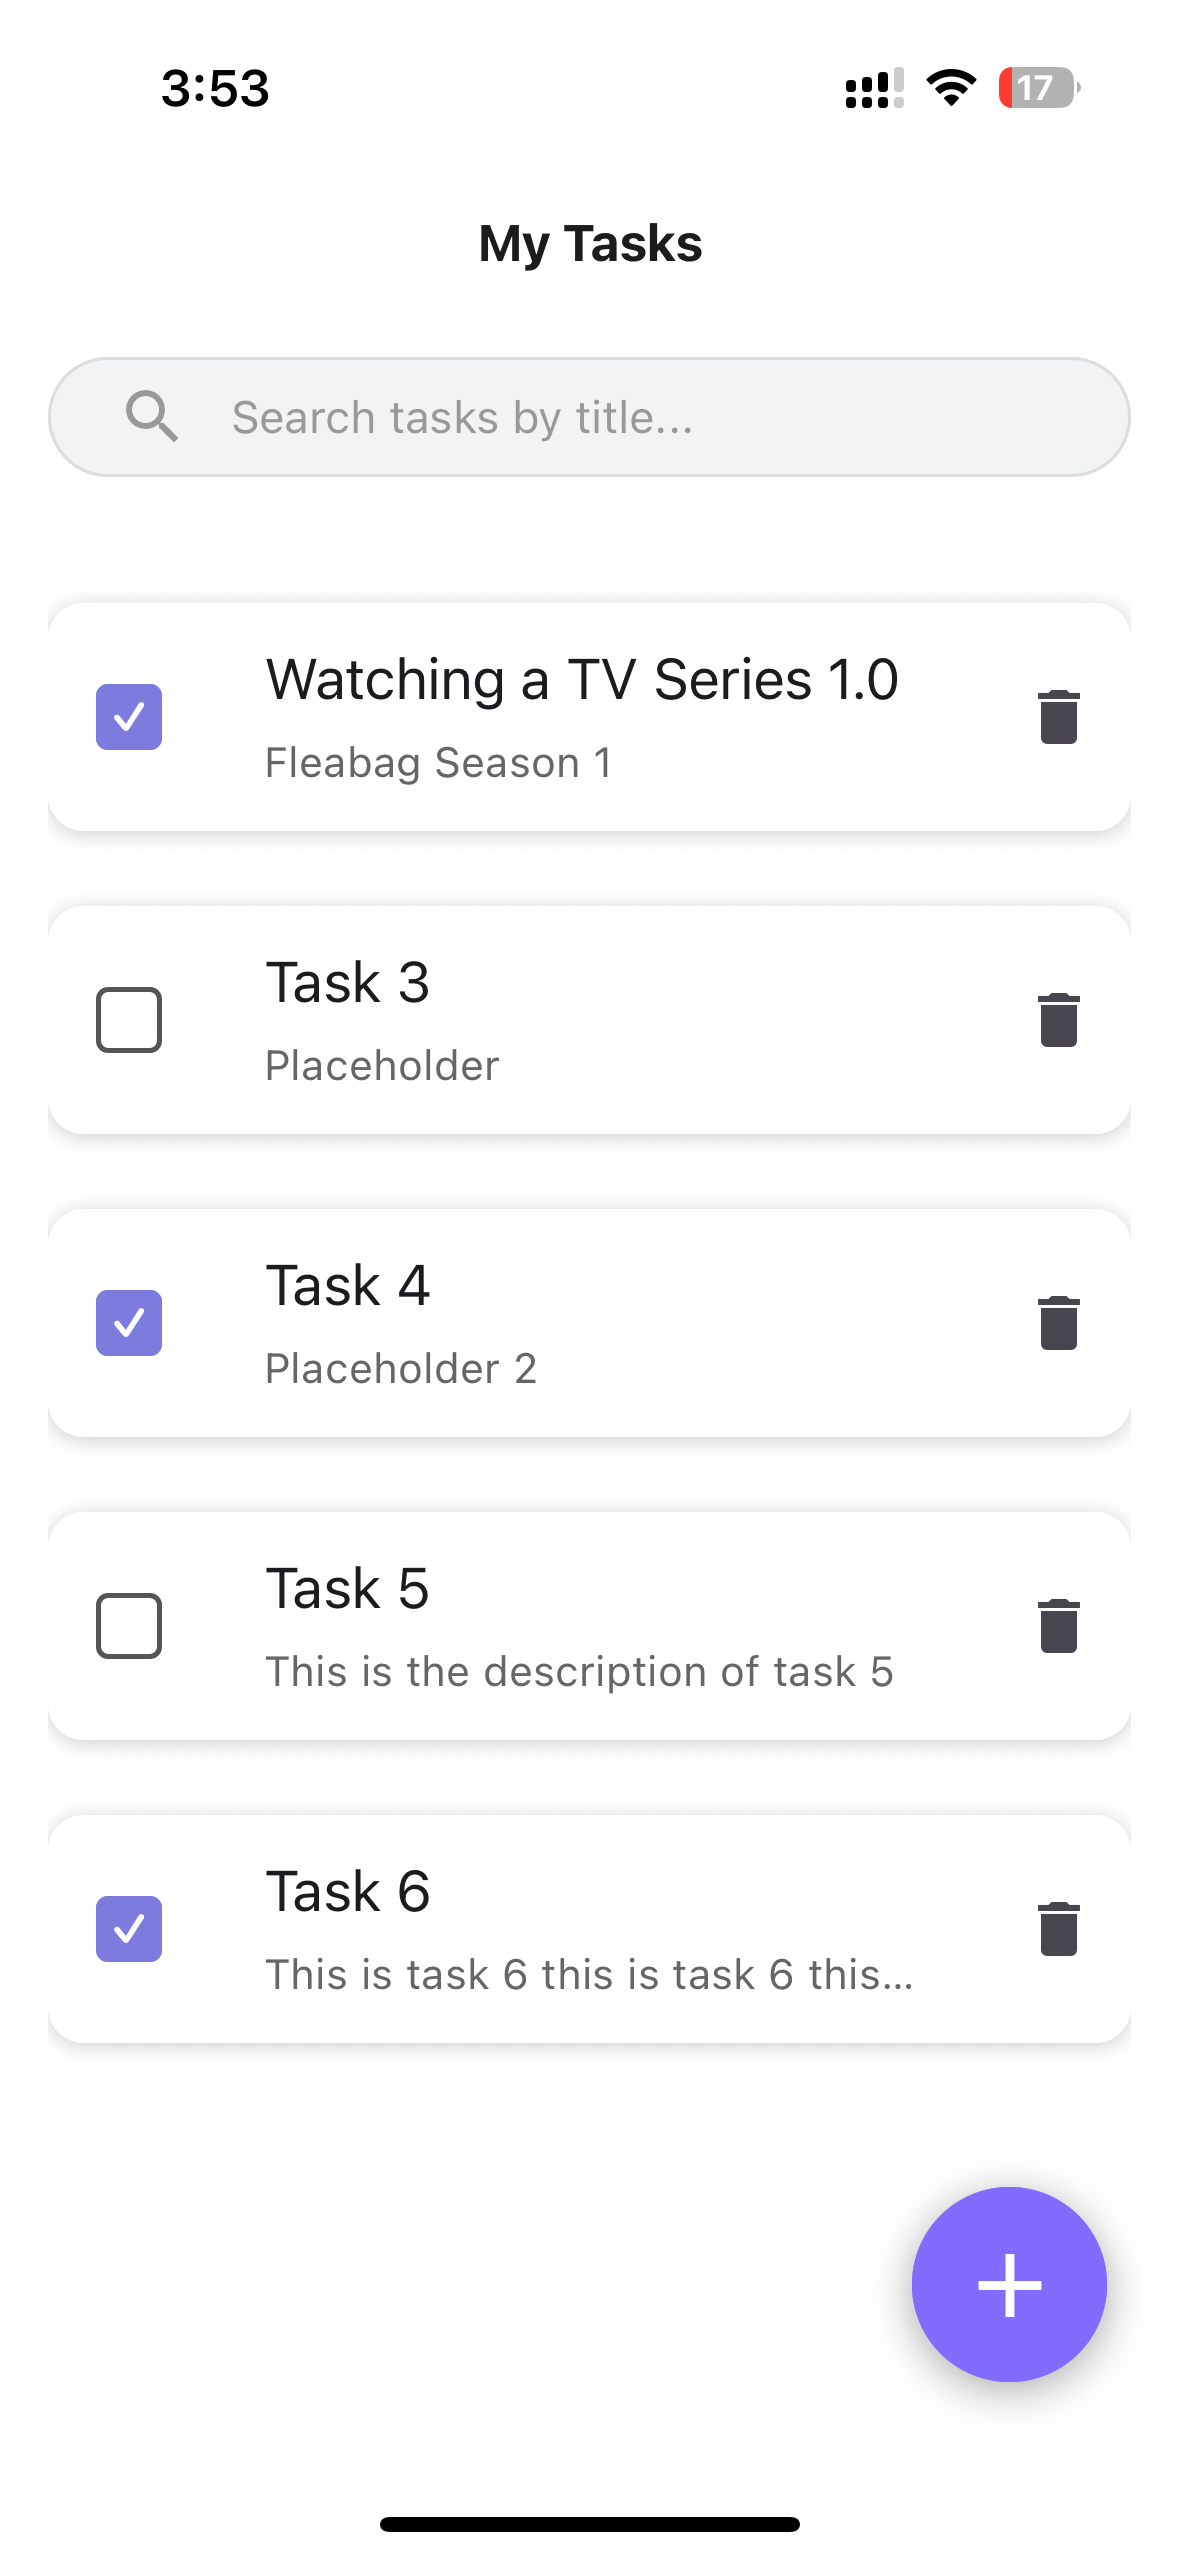 3:53
17
My Tasks
Search tasks by title...
Watching a TV Series 1.0
Fleabag Season 1
Task 3
Placeholder
Task 4
Placeholder 2
Task 5
This is the description of task 5
Task 6
This is task 6 this is task 6 this...